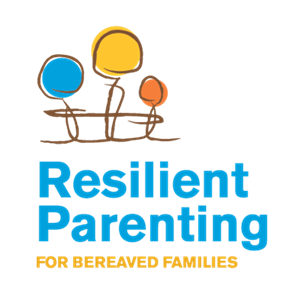 Resilient
Parenting
FOR BEREAVED FAMILIES